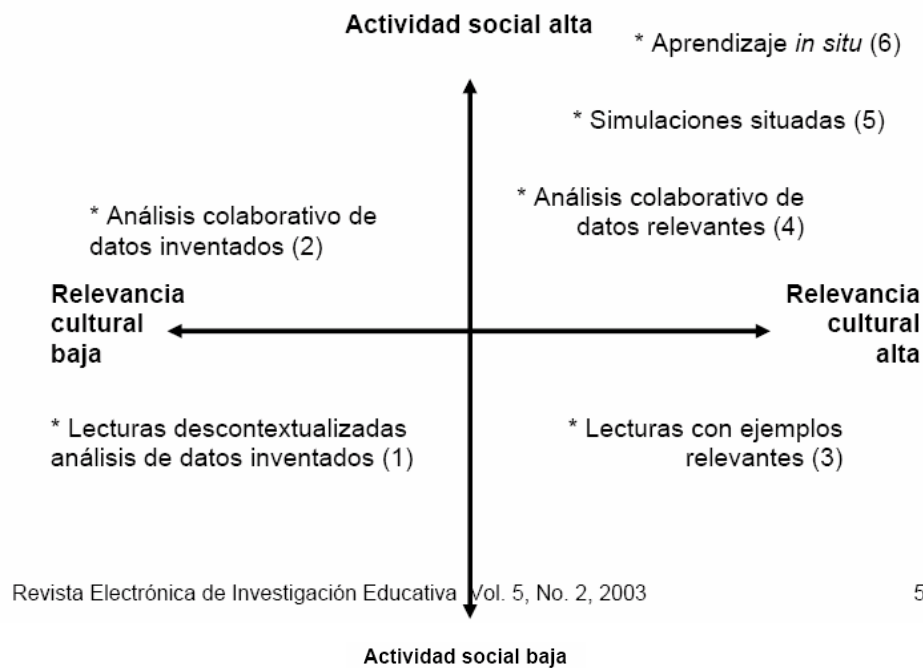 Actividad social alta
* Aprendizaje in situ (6)
* Simulaciones situadas (5)
* Análisis colaborativo de
datos inventados (2)
* Análisis colaborativo de
datos relevantes (4)
Relevancia
cultural
baja
Relevancia
cultural
alta
* Lecturas descontextualizadas
análisis de datos inventados (1)
* Lecturas con ejemplos
relevantes (3)
Revista Electrónica de Investigación Educativa Vol. 5, No. 2, 2003
5
Actividad social baja